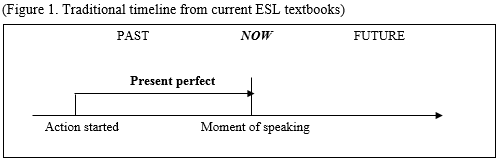 (Figure 1. Traditional timeline from current ESL textbooks)
PAST NOW FUTURE
Present perfect
Action started Moment of speaking